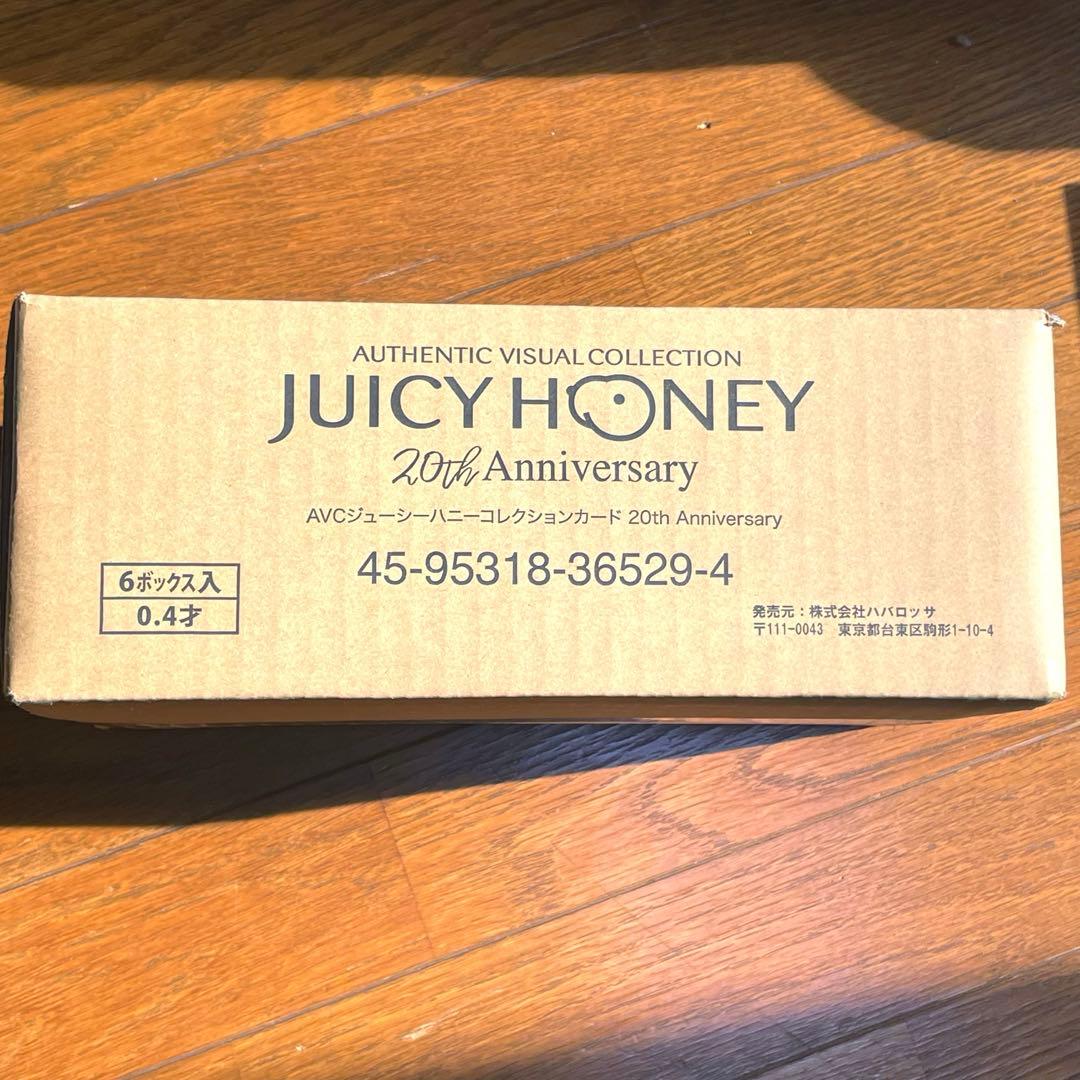 AUTHENTIC VISUAL COLLECTION
JUICY HONEY
20th Anniversary
AVCジューシーハニーコレクションカード 20th Anniversary
45-95318-36529-4
6ボックス入
0.4才
発売元：株式会社ハバロッサ
〒111-0043 東京都台東区駒形1-10-4